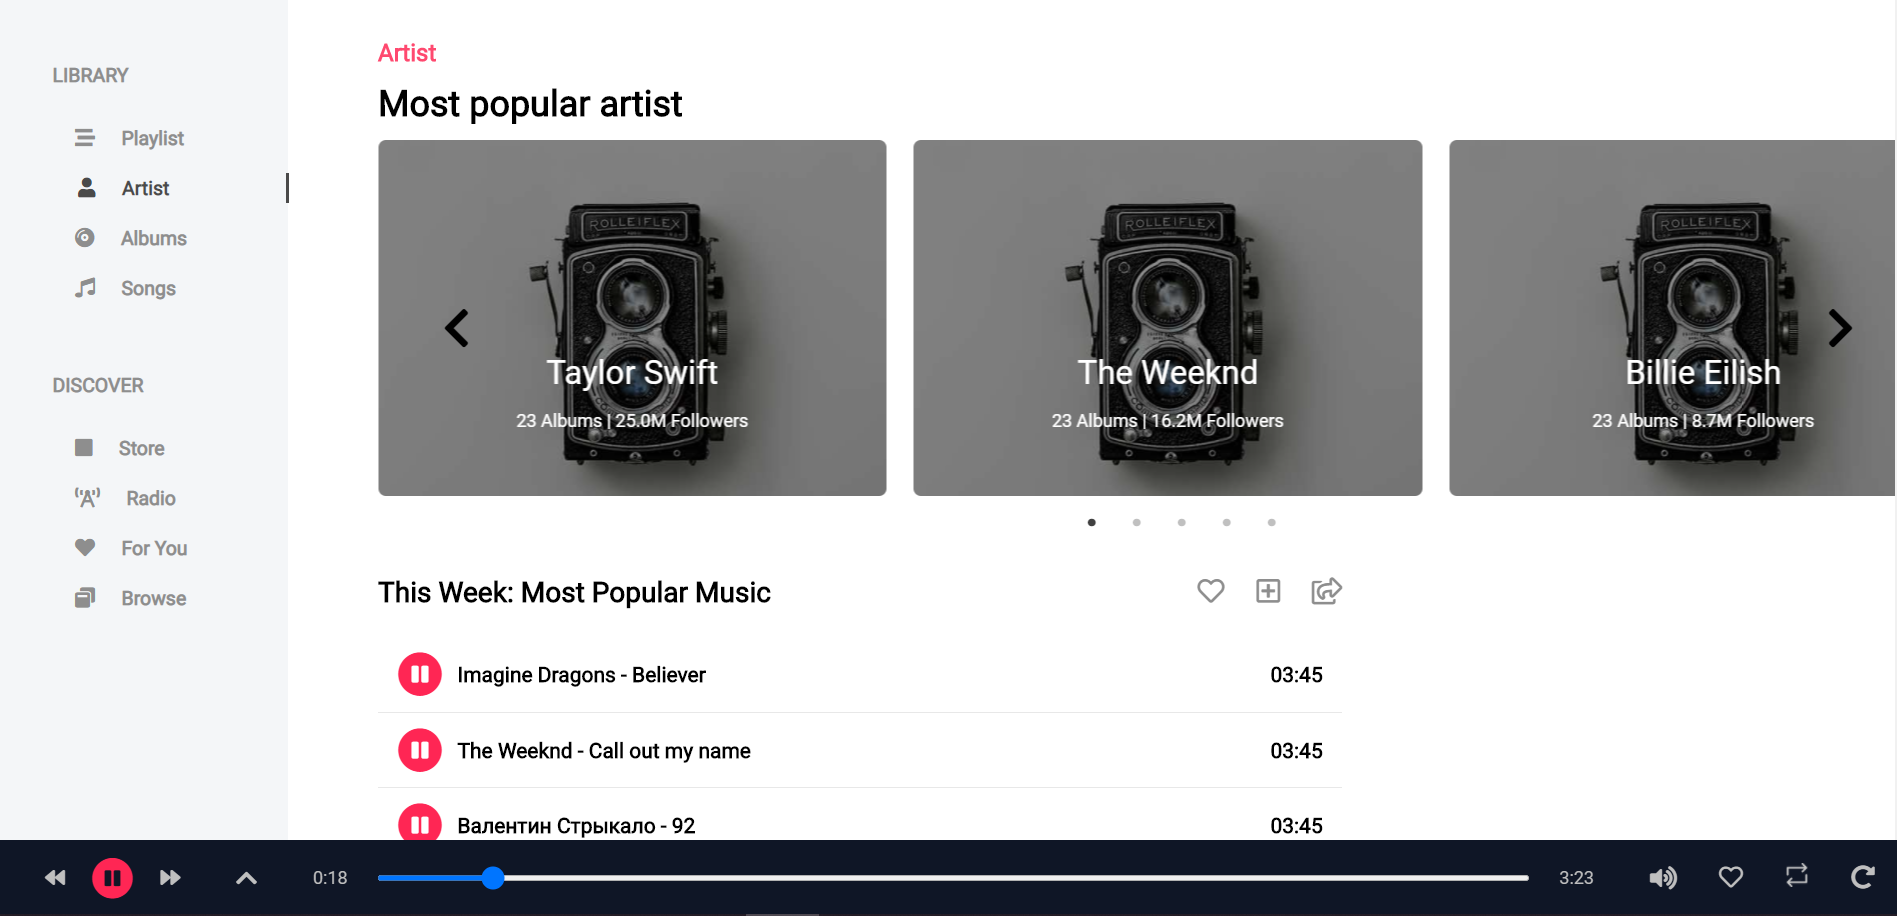 LIBRARY
Playlist
Artist
Albums
Songs
DISCOVER
Store
Radio
For You
Browse
Artist
Most popular artist
ROLLEIFLEX
Taylor Swift
23 Albums | 25.0M Followers
ROLLEIFLEX
The Weeknd
23 Albums | 16.2M Followers
ROLLEIFLEX
Billie Eilish
23 Albums | 8.7M Followers
This Week: Most Popular Music
Imagine Dragons - Believer 03:45
The Weeknd - Call out my name 03:45
Валентин Стрыкало - 92 03:45
0:18 3:23